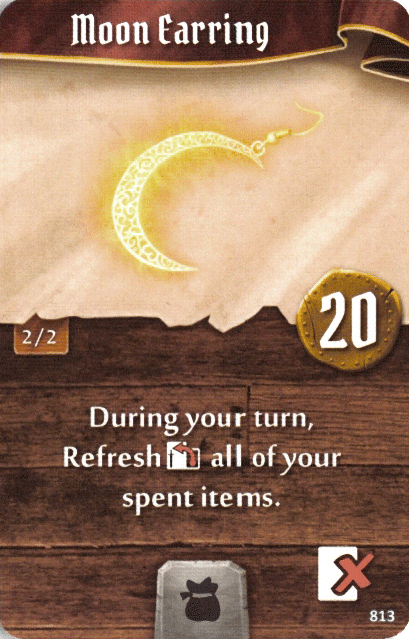 Moon Earring
2/2
20
During your turn,
Refresh all of your
spent items.
813